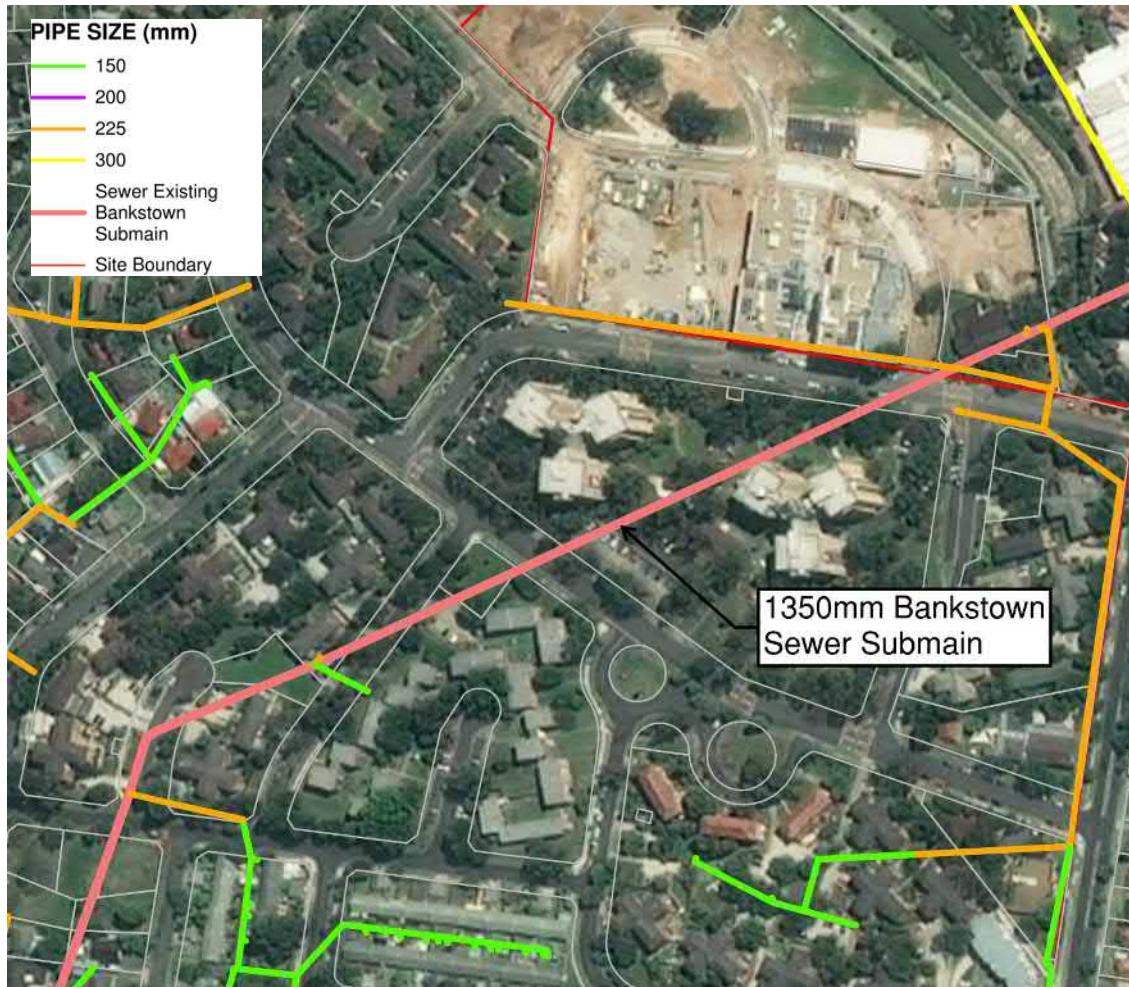 PIPE SIZE (mm)
150
200
225
300
Sewer Existing
Bankstown
Submain
Site Boundary
1350mm Bankstown
Sewer Submain